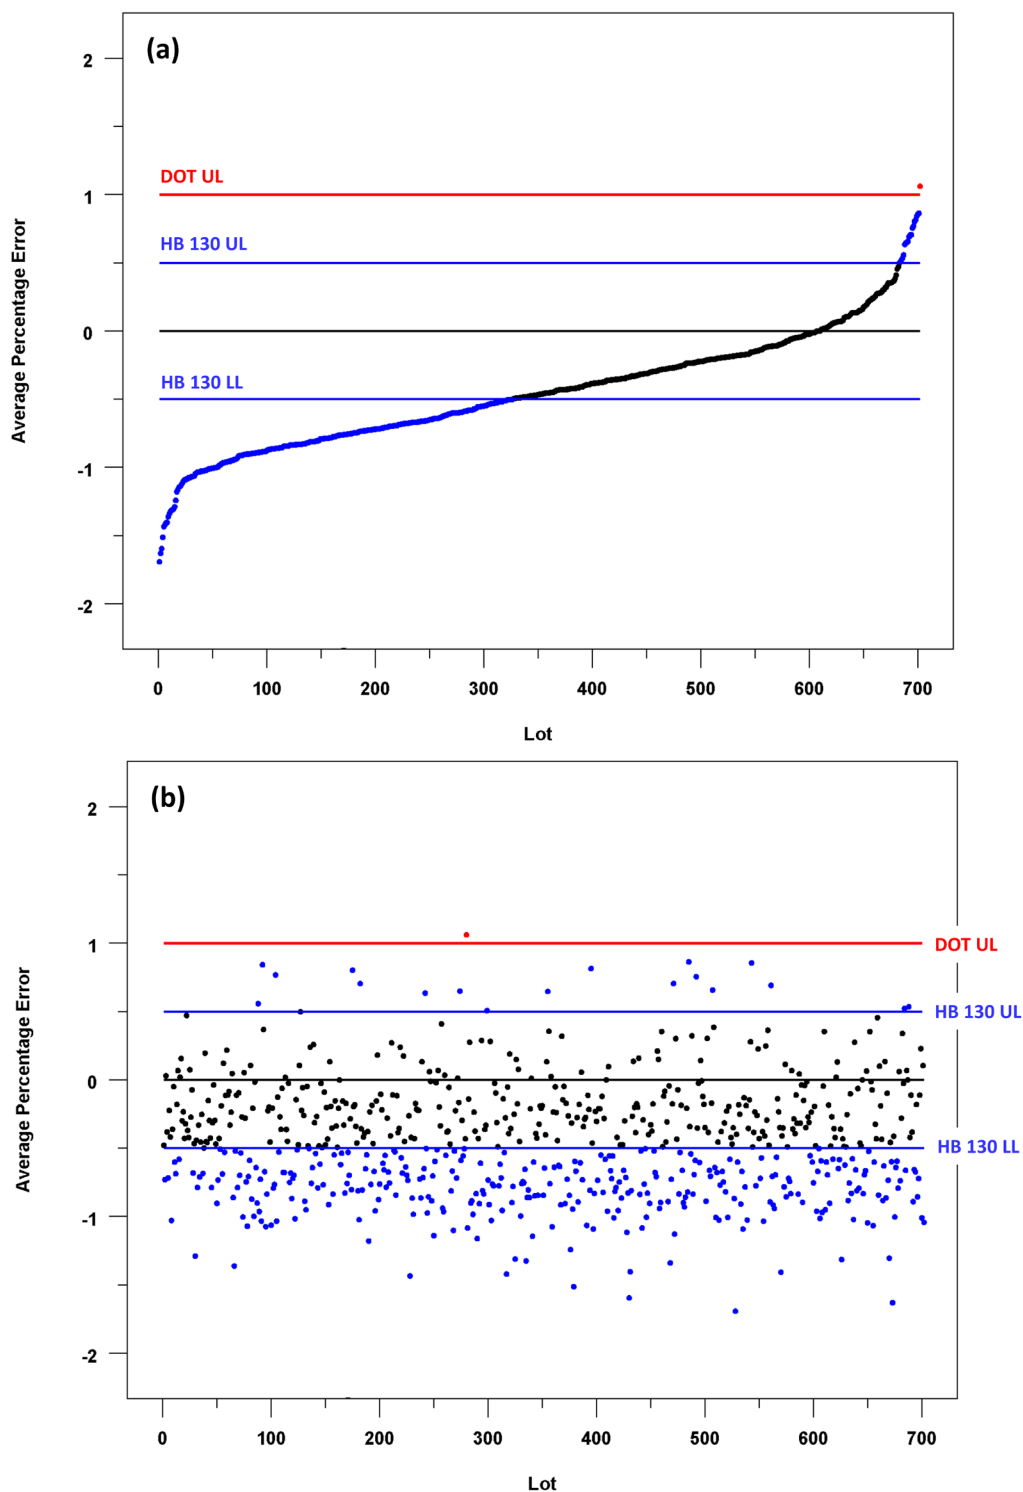 (a)
2
DOT UL
1
HB 130 UL
0
HB 130 LL
-1
-2
Average Percentage Error
0 100 200 300 400 500 600 700
Lot
(b)
2
1
DOT UL
HB 130 UL
0
HB 130 LL
-1
-2
Average Percentage Error
0 100 200 300 400 500 600 700
Lot